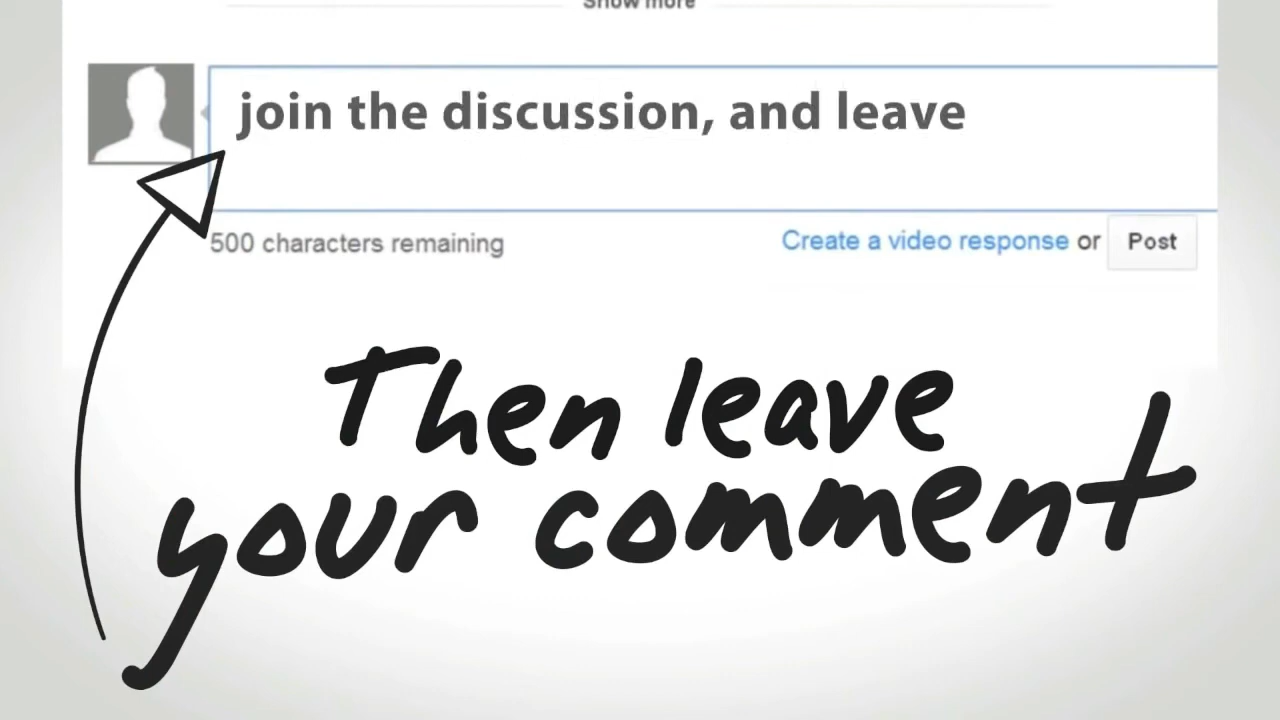 Show more
join the discussion, and leave
500 characters remaining
Create a video response or Post
Then leave
your comment